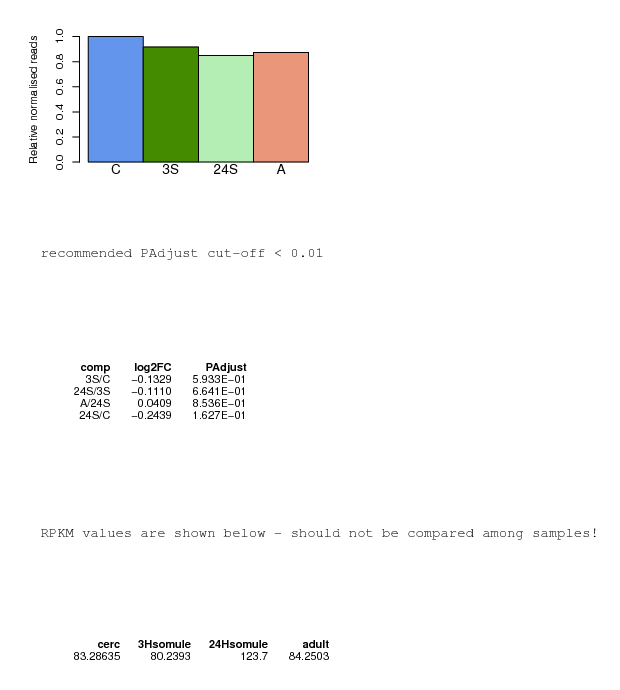 Relative normalised reads
1.0
0.8
0.6
0.4
0.2
0.0
C 3S 24S A
recommended PAdjust cut-off < 0.01
comp log2FC PAdjust
3S/C −0.1329 5.933E−01
24S/3S −0.1110 6.641E−01
A/24S 0.0409 8.536E−01
24S/C −0.2439 1.627E−01
RPKM values are shown below - should not be compared among samples!
cerc 3Hsomule 24Hsomule adult
83.28635 80.2393 123.7 84.2503